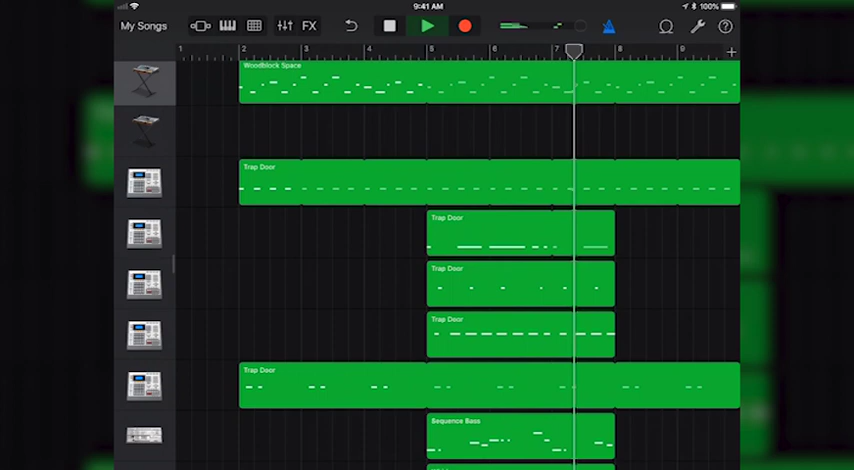 9:41 AM
100%
My Songs
FX
1 2 3 4 5 6 7 8 9
Woodblock Space
Trap Door
Trap Door
Trap Door
Trap Door
Trap Door
Sequence Bass